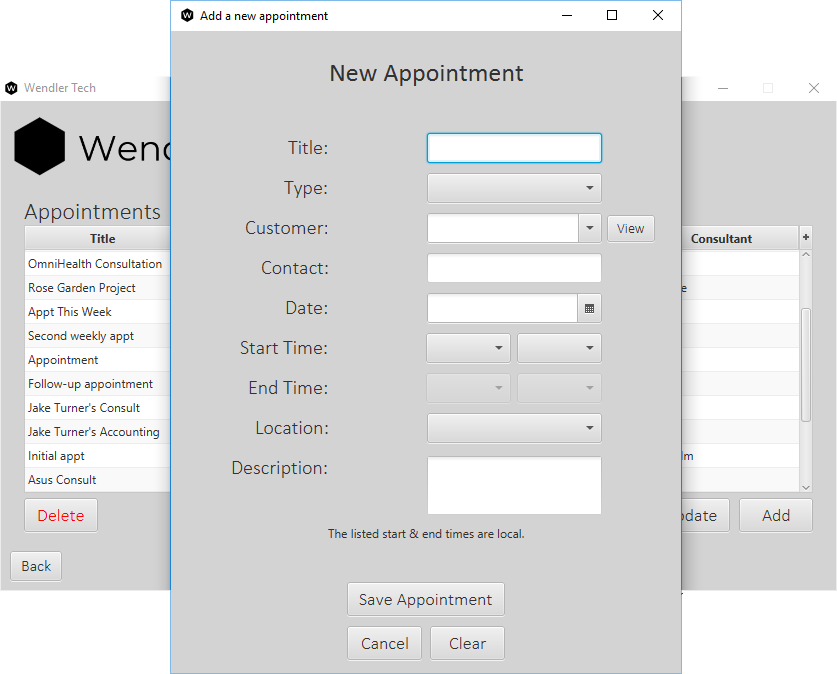 Add a new appointment
New Appointment
Title:
Type:
Customer:
View
Contact:
Date:
Start Time:
End Time:
Location:
Description:
The listed start & end times are local.
Save Appointment
Cancel
Clear
Wendler Tech
Appointments
Title
Consultant
+
OmniHealth Consultation
Rose Garden Project
Appt This Week
Second weekly appt
Appointment
Follow-up appointment
Jake Turner's Consult
Jake Turner's Accounting
Initial appt
Asus Consult
Delete
Add
Back